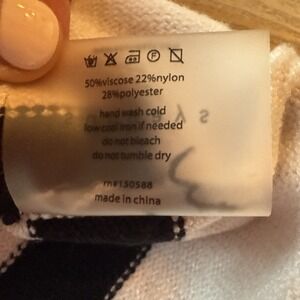 50%viscose 22%nylon
28%polyester
hand wash cold
low cool iron if needed
do not bleach
do not tumble dry
m#150588
made in china